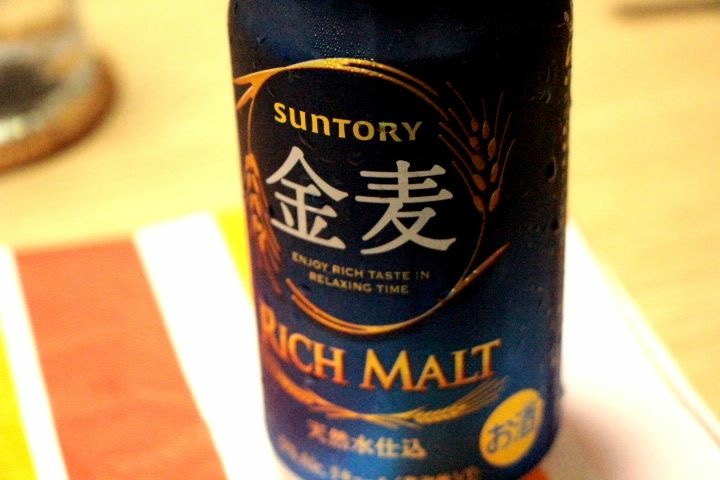 SUNTORY
金麦
ENJOY RICH TASTE IN
RELAXING TIME
RICH MALT
天然水仕込
お酒